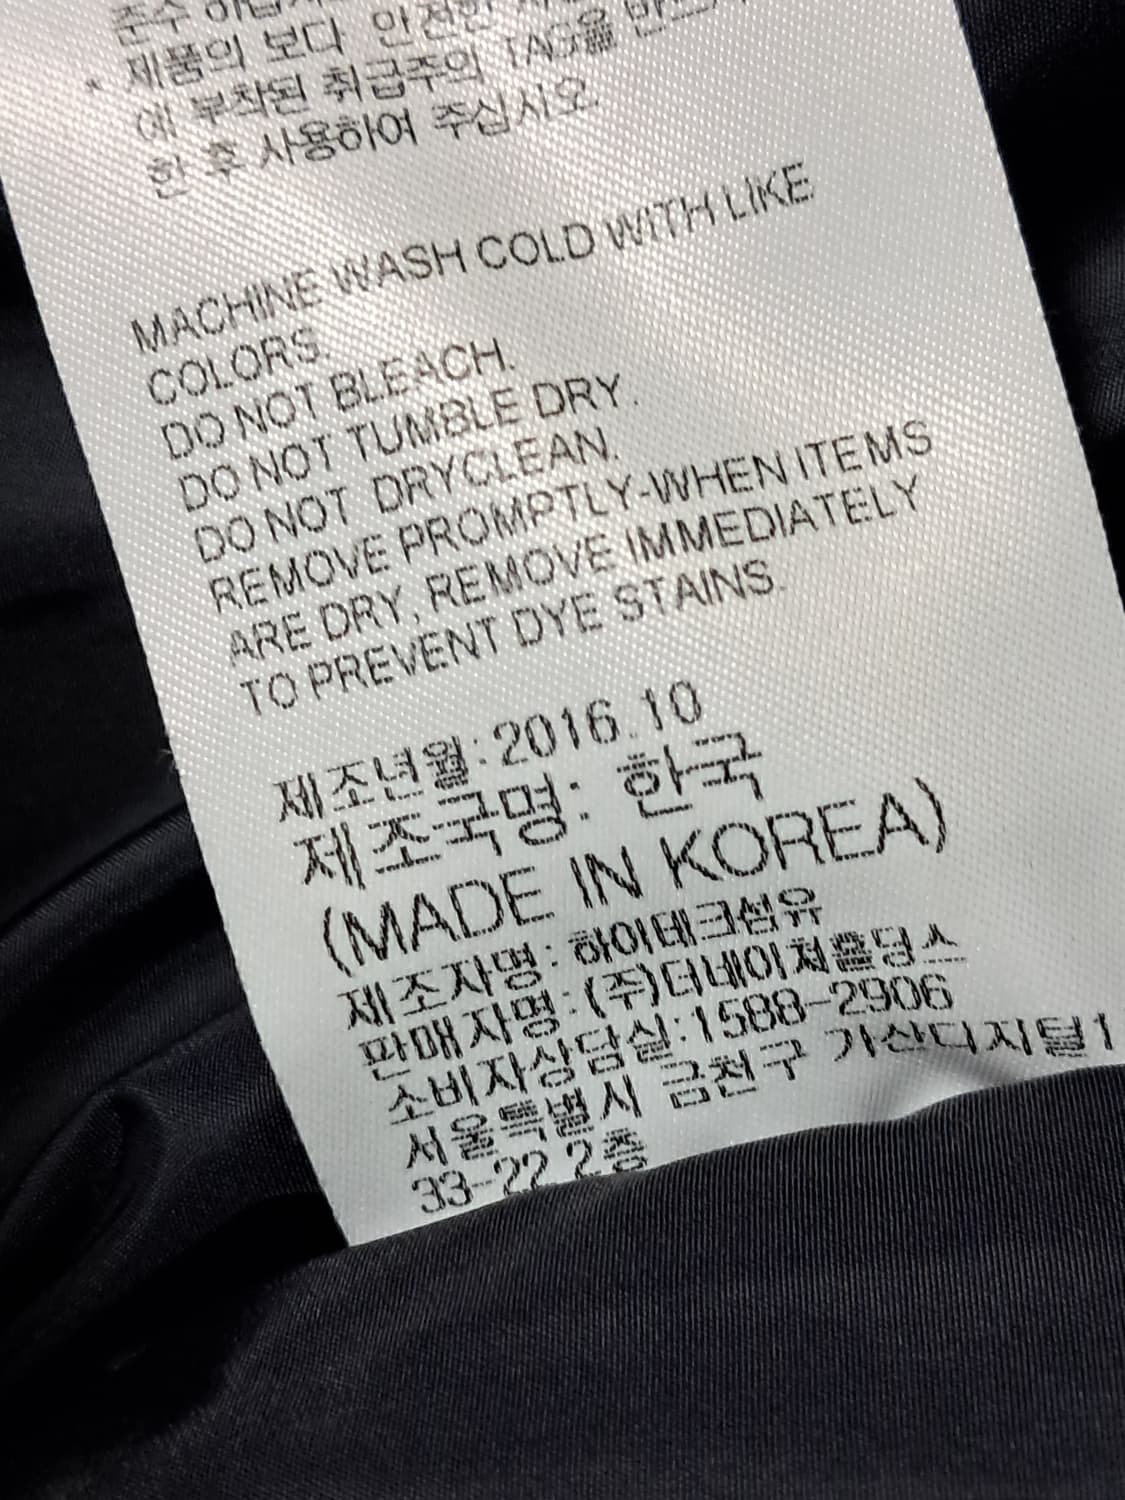 준수
* 제품의 보다 안전한
에 부착된 취급주의 TAG를
한 후 사용하여 주십시오
MACHINE WASH COLD WITH LIKE
COLORS.
DO NOT BLEACH.
DO NOT TUMBLE DRY.
DO NOT DRYCLEAN.
REMOVE PROMPTLY-WHEN ITEMS
ARE DRY, REMOVE IMMEDIATELY
TO PREVENT DYE STAINS.
제조년월:2016.10
제조국명: 한국
(MADE IN KOREA)
제조자명: 하이테크섬유
판매자명:(주)더네이쳐홀딩스
소비자상담실:1588-2906
서울특별시 금천구 가산디지털1
33-22 2층